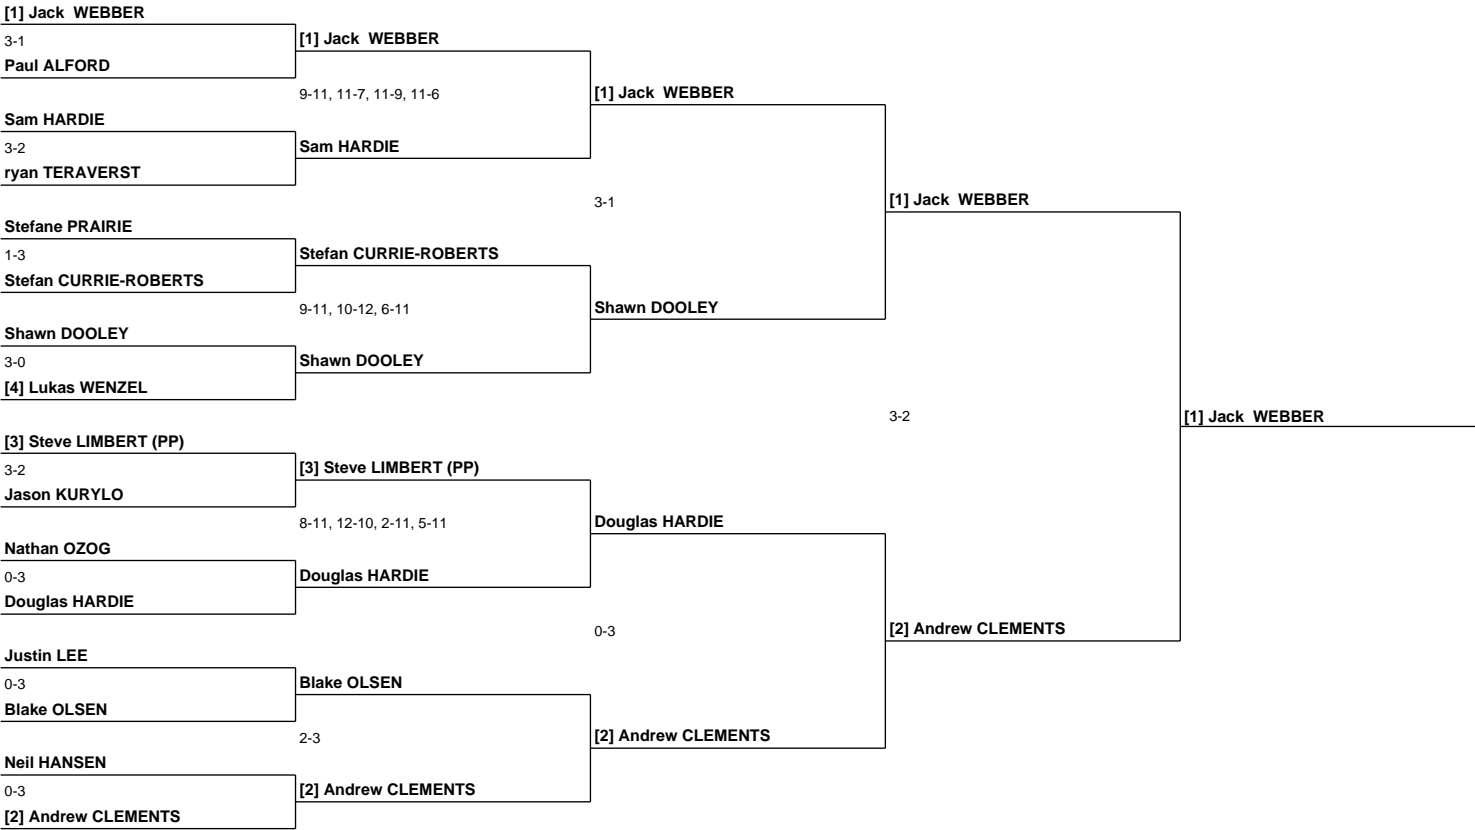 [1] Jack  WEBBER
3-1
Paul ALFORD
Sam HARDIE
3-2
ryan TERAVERST
Stefane PRAIRIE
1-3
Stefan CURRIE-ROBERTS
Shawn DOOLEY
3-0
[4] Lukas WENZEL
[3] Steve LIMBERT (PP)
3-2
Jason KURYLO
Nathan OZOG
0-3
Douglas HARDIE
Justin LEE
0-3
Blake OLSEN
Neil HANSEN
0-3
[2] Andrew CLEMENTS
[1] Jack  WEBBER
9-11, 11-7, 11-9, 11-6
Sam HARDIE
Stefan CURRIE-ROBERTS
9-11, 10-12, 6-11
Shawn DOOLEY
[3] Steve LIMBERT (PP)
8-11, 12-10, 2-11, 5-11
Douglas HARDIE
Blake OLSEN
2-3
[2] Andrew CLEMENTS
[1] Jack  WEBBER
3-1
Shawn DOOLEY
Douglas HARDIE
0-3
[2] Andrew CLEMENTS
[1] Jack  WEBBER
3-2
[2] Andrew CLEMENTS
[1] Jack  WEBBER